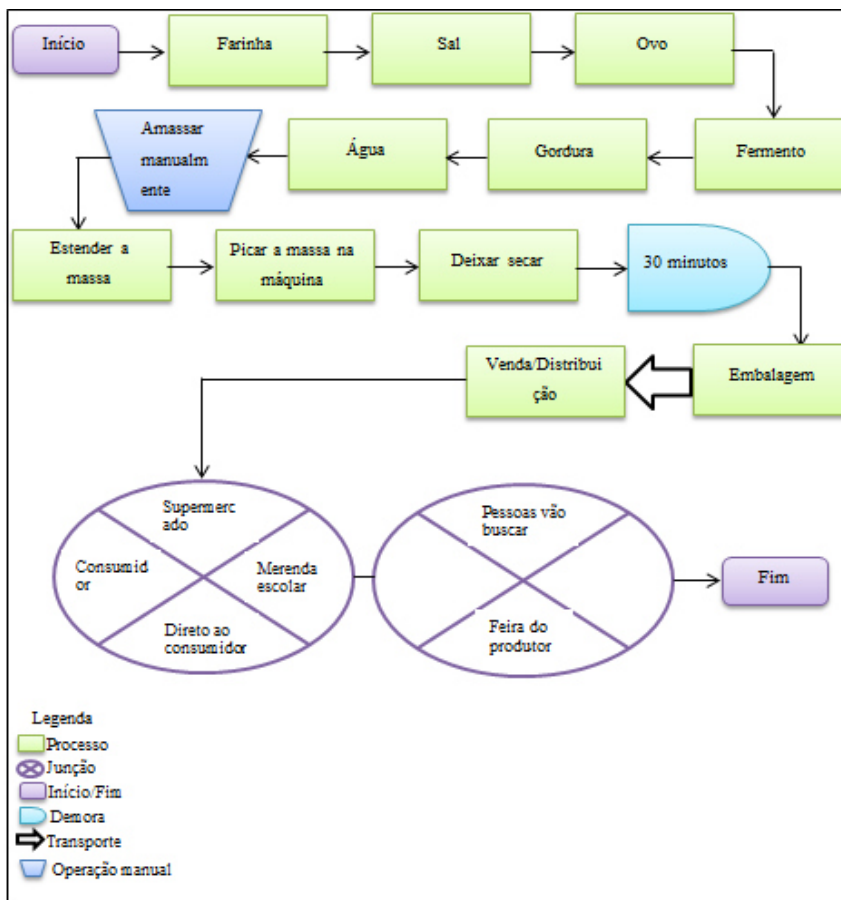 Início
Farinha
Sal
Ovo
Fermento
Gordura
Água
Amassar
manualm
ente
Estender a
massa
Picar a massa na
máquina
Deixar secar
30 minutos
Embalagem
Venda/Distribui
ção
Supermerc
ado
Consumid
or
Merenda
escolar
Direto ao
consumidor
Pessoas vão
buscar
Feira do
produtor
Fim
Legenda
Processo
Junção
Início/Fim
Demora
Transporte
Operação manual